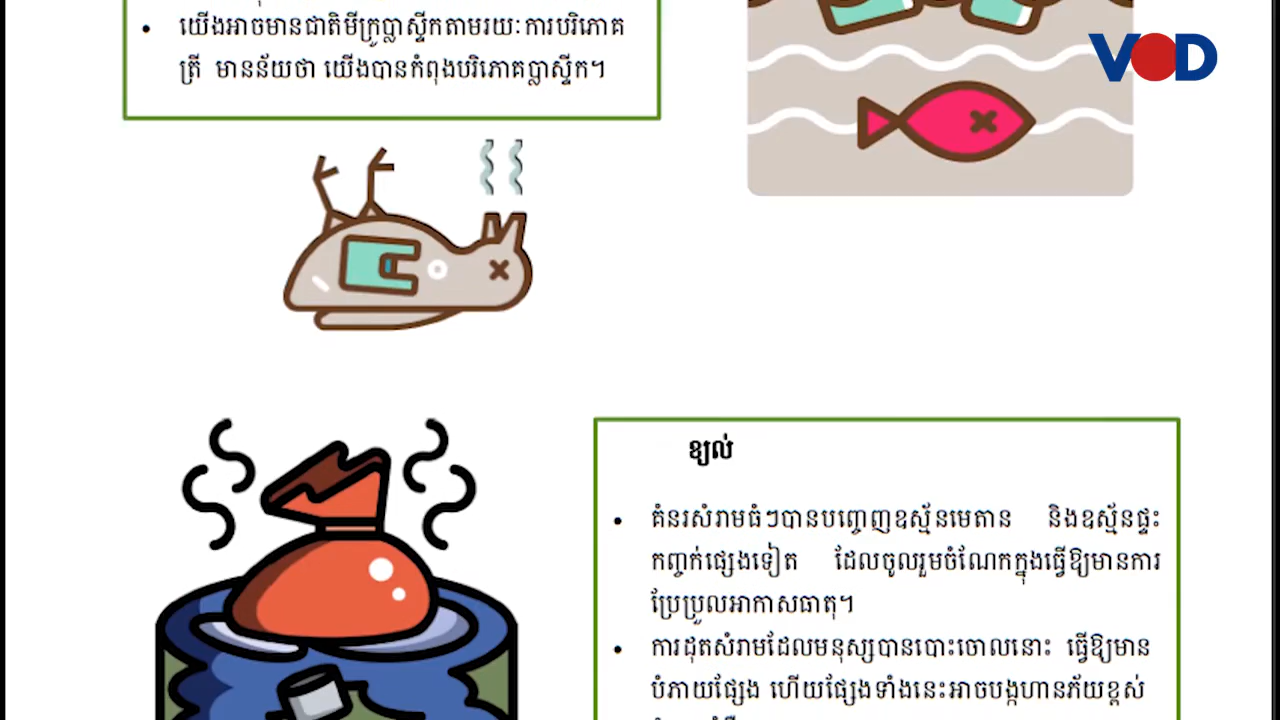 យើងអាចមានជាតិមីក្រូប្លាស្ទីកតាមរយៈការបរិភោគ
ត្រី មានន័យថា យើងបានកំពុងបរិភោគប្លាស្ទីក។
VOD
ខ្យល់
គំនរសំរាមធំៗបានបញ្ចេញឧស្ម័នមេតាន និងឧស្ម័នផ្ទះ
កញ្ចក់ផ្សេងទៀត ដែលចូលរួមចំណែកក្នុងធ្វើឱ្យមានការ
ប្រែប្រួលអាកាសធាតុ។
ការដុតសំរាមដែលមនុស្សបានបោះចោលនោះ ធ្វើឱ្យមាន
បំភាយផ្សែង ហើយផ្សែងទាំងនេះអាចបង្កហានភ័យខ្ពស់